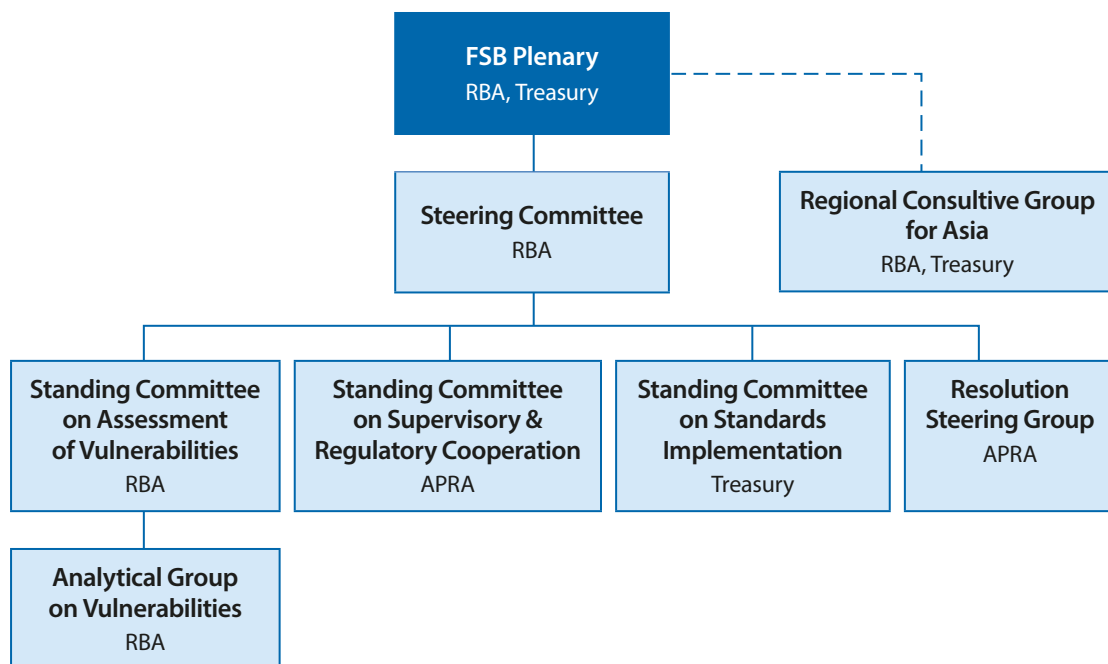 FSB Plenary
RBA, Treasury
Steering Committee
RBA
Regional Consultive Group
for Asia
RBA, Treasury
Standing Committee
on Assessment
of Vulnerabilities
RBA
Standing Committee
on Supervisory &
Regulatory Cooperation
APRA
Standing Committee
on Standards
Implementation
Treasury
Resolution
Steering Group
APRA
Analytical Group
on Vulnerabilities
RBA